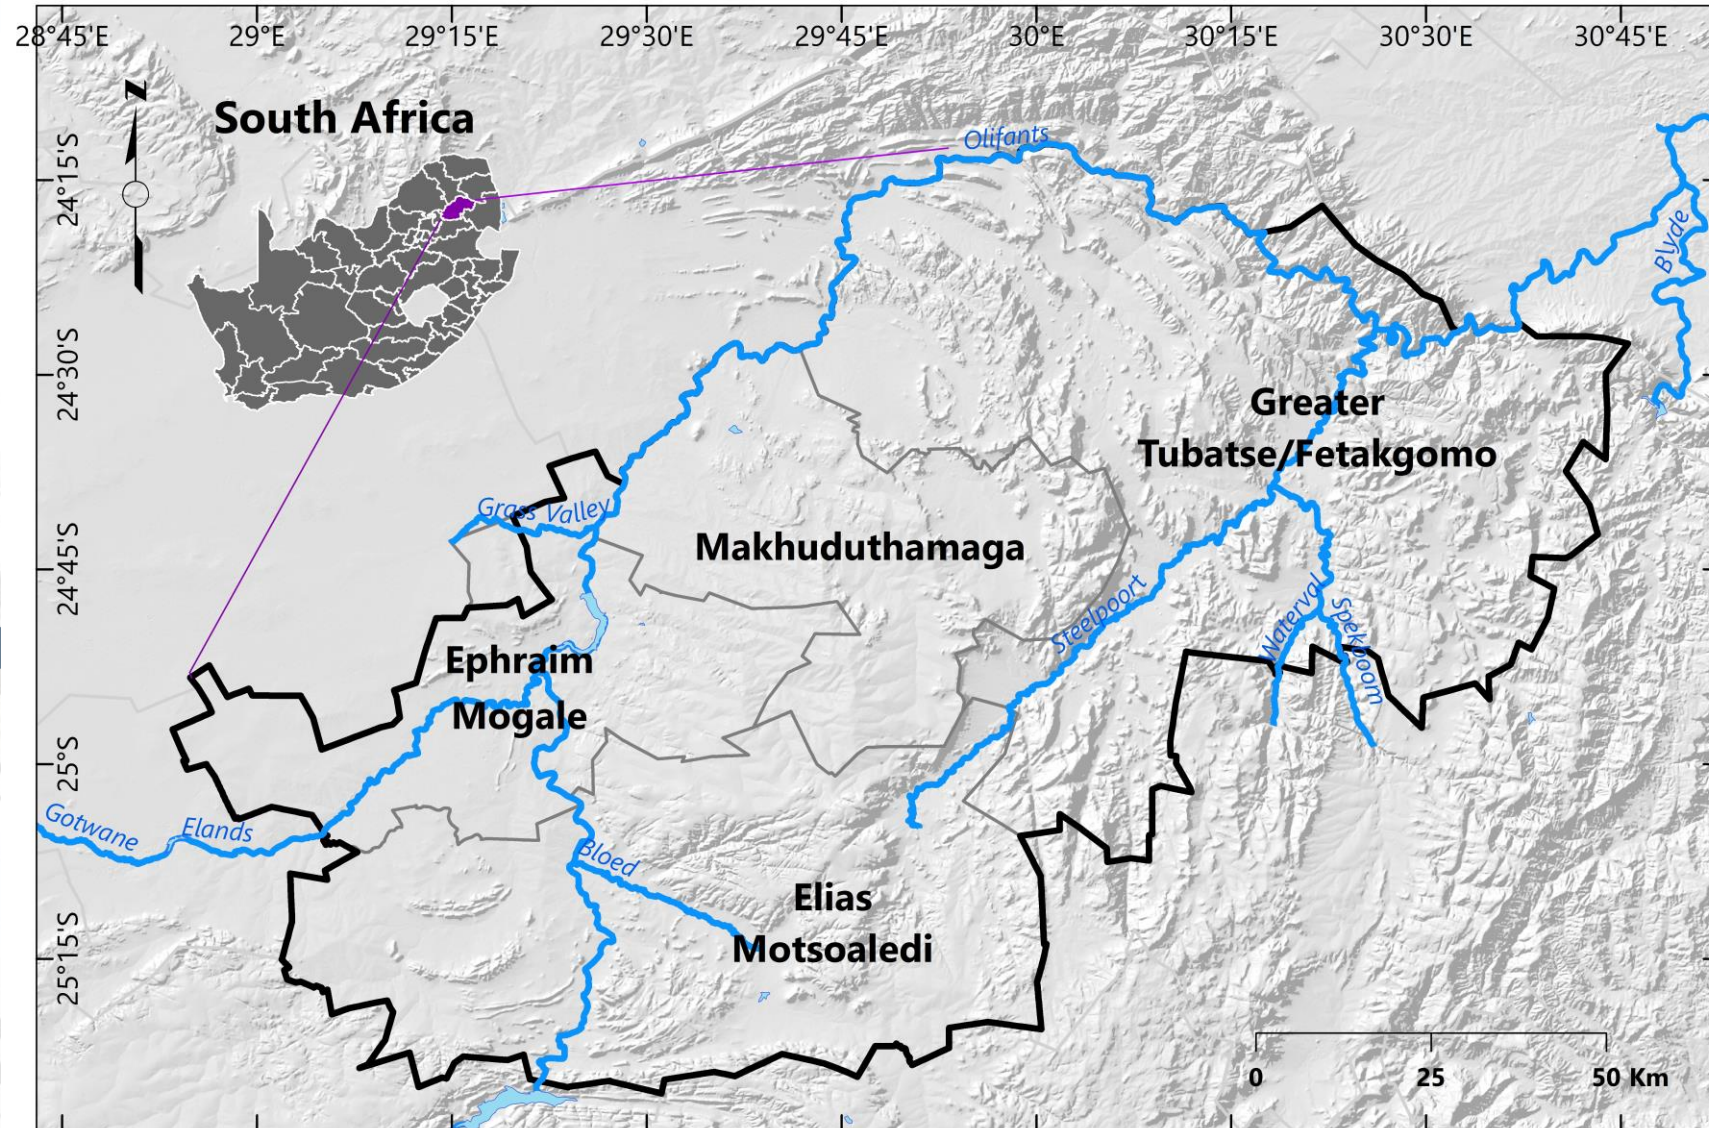 28°45'E 29°E 29°15'E 29°30'E 29°45'E 30°E 30°15'E 30°30'E 30°45'E
N
South Africa
24°15'S
24°30'S
24°45'S
25°S
25°15'S
Olifants
Blyde
Greater
Tubatse/Fetakgomo
Grass Valley
Makhuduthamaga
Steelpoort
Waterval
Spekboom
Ephraim
Mogale
Gotwane
Elands
Bloed
Elias
Motsoaledi
0 25 50 Km